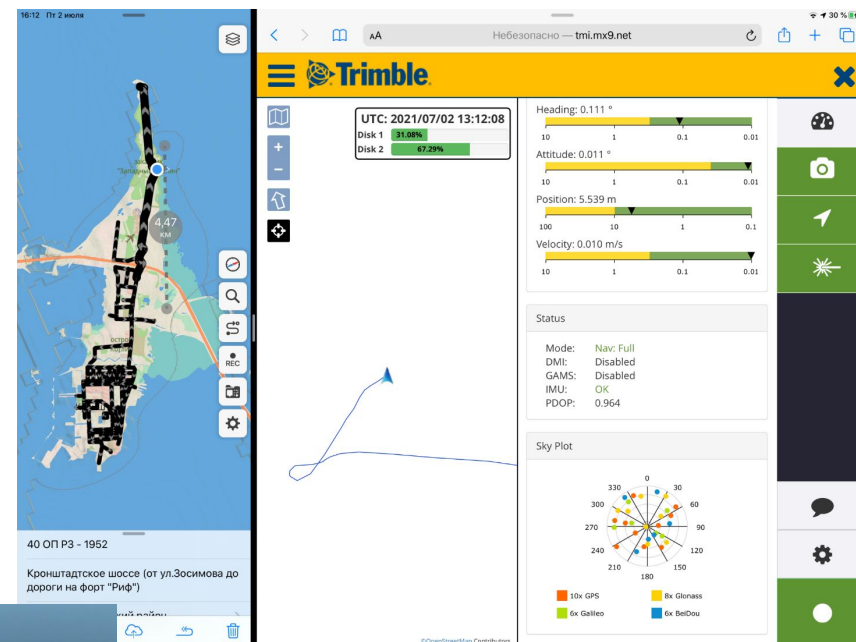 16:12 Пт 2 июля
30 %
AA
Небезопасно — tmi.mx9.net
Trimble
UTC: 2021/07/02 13:12:08
Disk 1 31.08%
Disk 2 67.29%
+
−
4,47
км
REC
40 ОП РЗ - 1952
Кронштадтское шоссе (от ул.Зосимова до
дороги на форт "Риф")
Heading: 0.111 °
10 1 0.1 0.01
Attitude: 0.011 °
10 1 0.1 0.01
Position: 5.539 m
100 10 1 0.1
Velocity: 0.010 m/s
10 1 0.1 0.01
Status
Mode: Nav: Full
DMI: Disabled
GAMS: Disabled
IMU: OK
PDOP: 0.964
Sky Plot
0
330 30
300 60
270 90
240 120
210 150
180
10x GPS 8x Glonass
6x Galileo 6x BeiDou
©OpenStreetMap Contributors